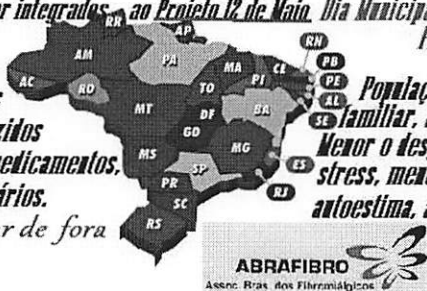 or integrados ao Projeto 12 de Maio Dia Municipa
RR
AP
AM
PA
MA
CE
RN
PB
PI
PE
AC
RO
TO
AL
Populaç
MT
BA
SE
familiar,
zidos
DF
GO
Menor o des
edicamentos,
MS
MG
ES
stress, men
ários.
SP
RJ
autoestima, a
PR
r de fora
SC
RS
ABRAFIBRO
Assoc. Bras. dos Fibromiálgicos